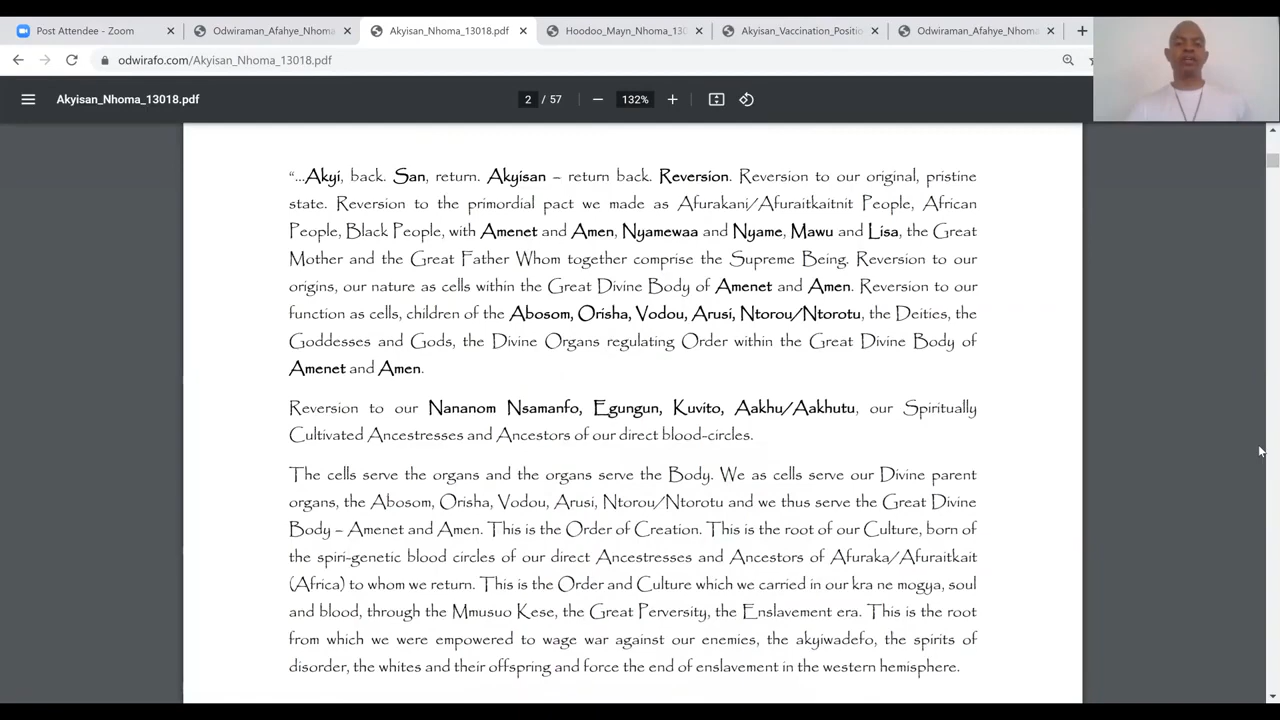 Post Attendee - Zoom
Odwiraman_Afahye_Nhoma_
Akyisan_Nhoma_13018.pdf
Hoodoo_Mayn_Nhoma_130
Akyisan_Vaccination_Positio
Odwiraman_Afahye_Nhoma_
odwirafo.com/Akyisan_Nhoma_13018.pdf
Akyisan_Nhoma_13018.pdf
2 / 57
132%
“...Akyi, back. San, return. Akyisan – return back. Reversion. Reversion to our original, pristine
state. Reversion to the primordial pact we made as Afurakani/Afuraitkaitnit People, African
People, Black People, with Amenet and Amen, Nyamewaa and Nyame, Mawu and Lisa, the Great
Mother and the Great Father Whom together comprise the Supreme Being. Reversion to our
origins, our nature as cells within the Great Divine Body of Amenet and Amen. Reversion to our
function as cells, children of the Abosom, Orisha, Vodou, Arusi, Ntorou/Ntorotu, the Deities, the
Goddesses and Gods, the Divine Organs regulating Order within the Great Divine Body of
Amenet and Amen.
Reversion to our Nananom Nsamanfo, Egungun, Kuvito, Aakhu/Aakhutu, our Spiritually
Cultivated Ancestresses and Ancestors of our direct blood-circles.
The cells serve the organs and the organs serve the Body. We as cells serve our Divine parent
organs, the Abosom, Orisha, Vodou, Arusi, Ntorou/Ntorotu and we thus serve the Great Divine
Body – Amenet and Amen. This is the Order of Creation. This is the root of our Culture, born of
the spiri-genetic blood circles of our direct Ancestresses and Ancestors of Afuraka/Afuraitkait
(Africa) to whom we return. This is the Order and Culture which we carried in our kra ne mogya, soul
and blood, through the Mmusuo Kese, the Great Perversity, the Enslavement era. This is the root
from which we were empowered to wage war against our enemies, the akyiwadefo, the spirits of
disorder, the whites and their offspring and force the end of enslavement in the western hemisphere.